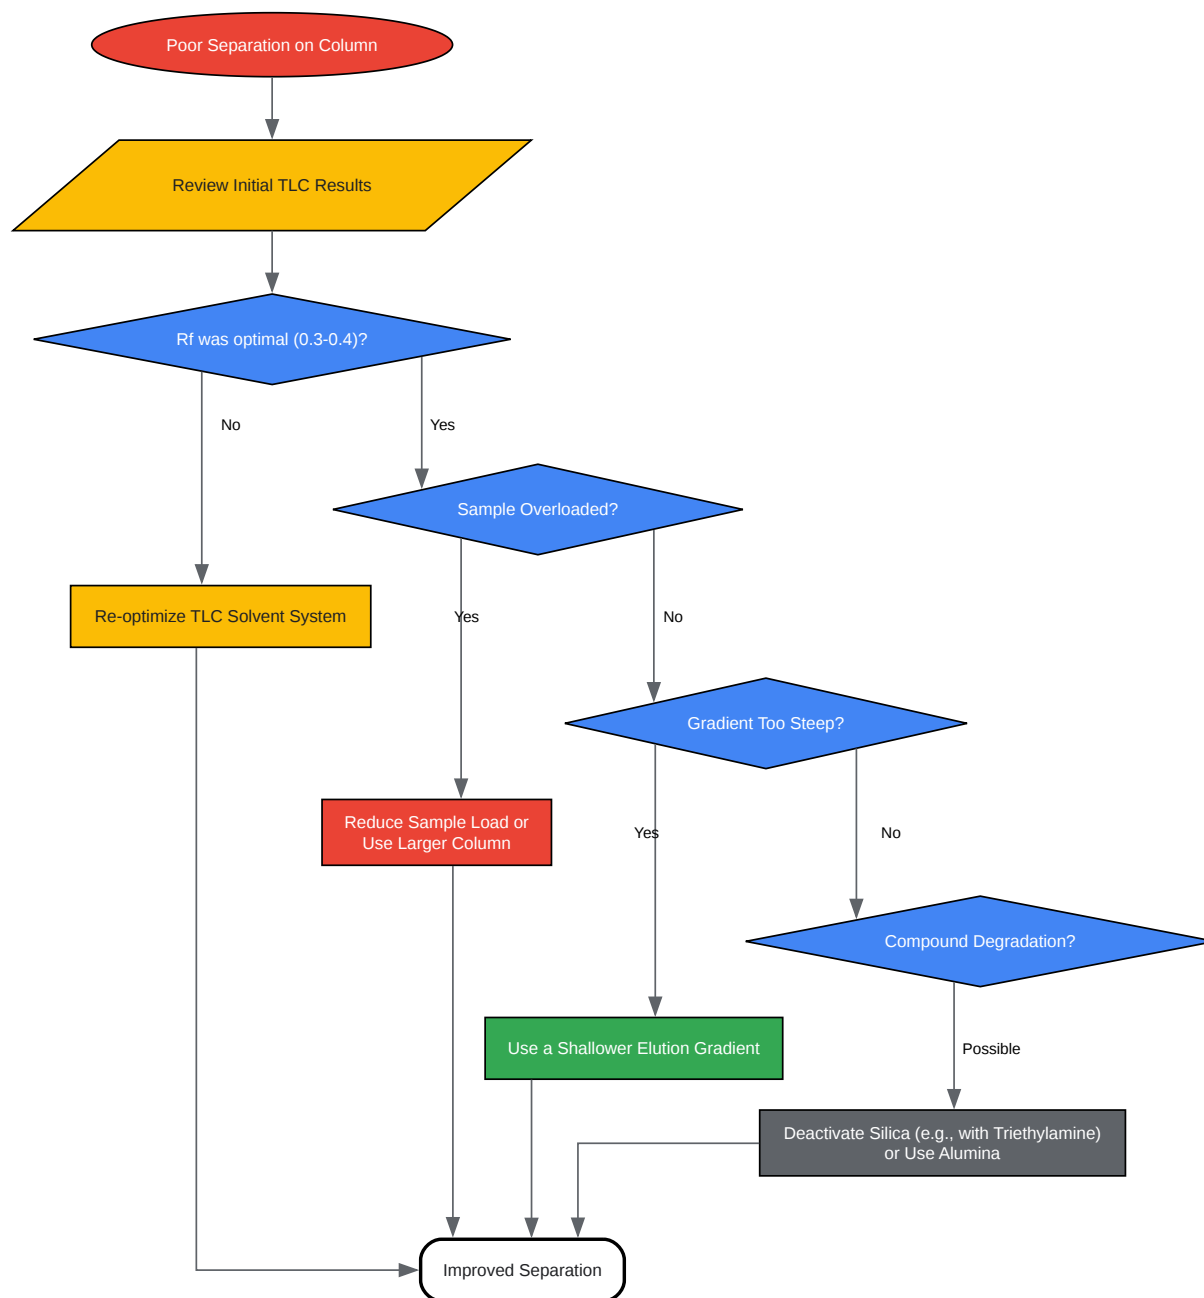 Poor Separation on Column
Review Initial TLC Results
Rf was optimal (0.3-0.4)?
No
Yes
Sample Overloaded?
Re-optimize TLC Solvent System
Yes
No
Gradient Too Steep?
Reduce Sample Load or
Use Larger Column
Yes
No
Compound Degradation?
Use a Shallower Elution Gradient
Possible
Deactivate Silica (e.g., with Triethylamine)
or Use Alumina
Improved Separation